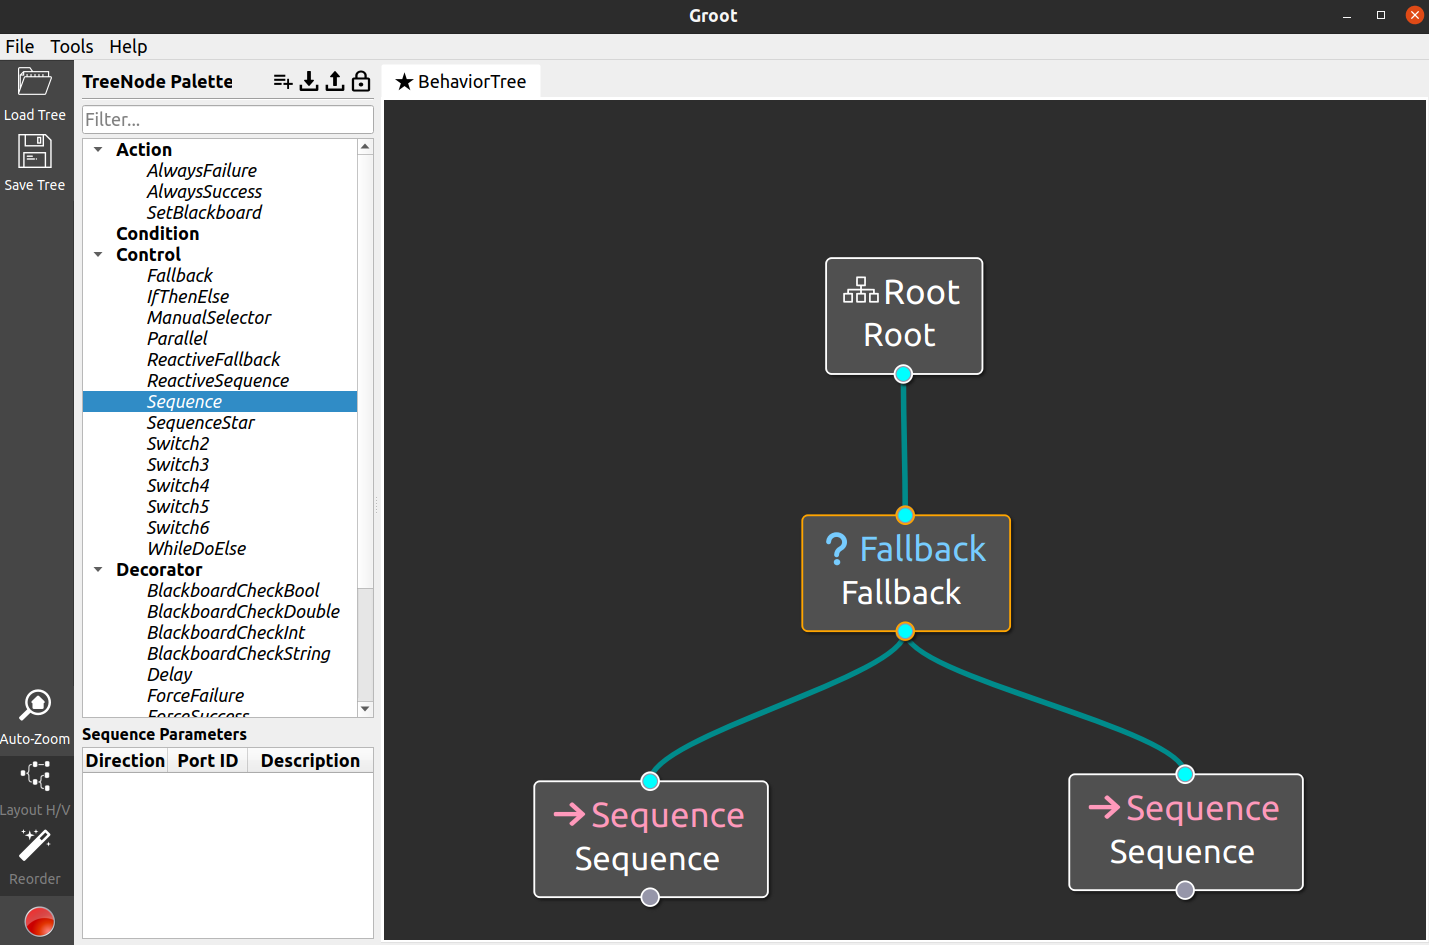 Groot
File Tools Help
Load Tree
Save Tree
Auto-Zoom
Layout H/V
Reorder
TreeNode Palette
Filter...
Action
AlwaysFailure
AlwaysSuccess
SetBlackboard
Condition
Control
Fallback
IfThenElse
ManualSelector
Parallel
ReactiveFallback
ReactiveSequence
Sequence
SequenceStar
Switch2
Switch3
Switch4
Switch5
Switch6
WhileDoElse
Decorator
BlackboardCheckBool
BlackboardCheckDouble
BlackboardCheckInt
BlackboardCheckString
Delay
ForceFailure
ForceSuccess
Sequence Parameters
Direction Port ID Description
★ BehaviorTree
Root
Root
? Fallback
Fallback
→ Sequence
Sequence
→ Sequence
Sequence